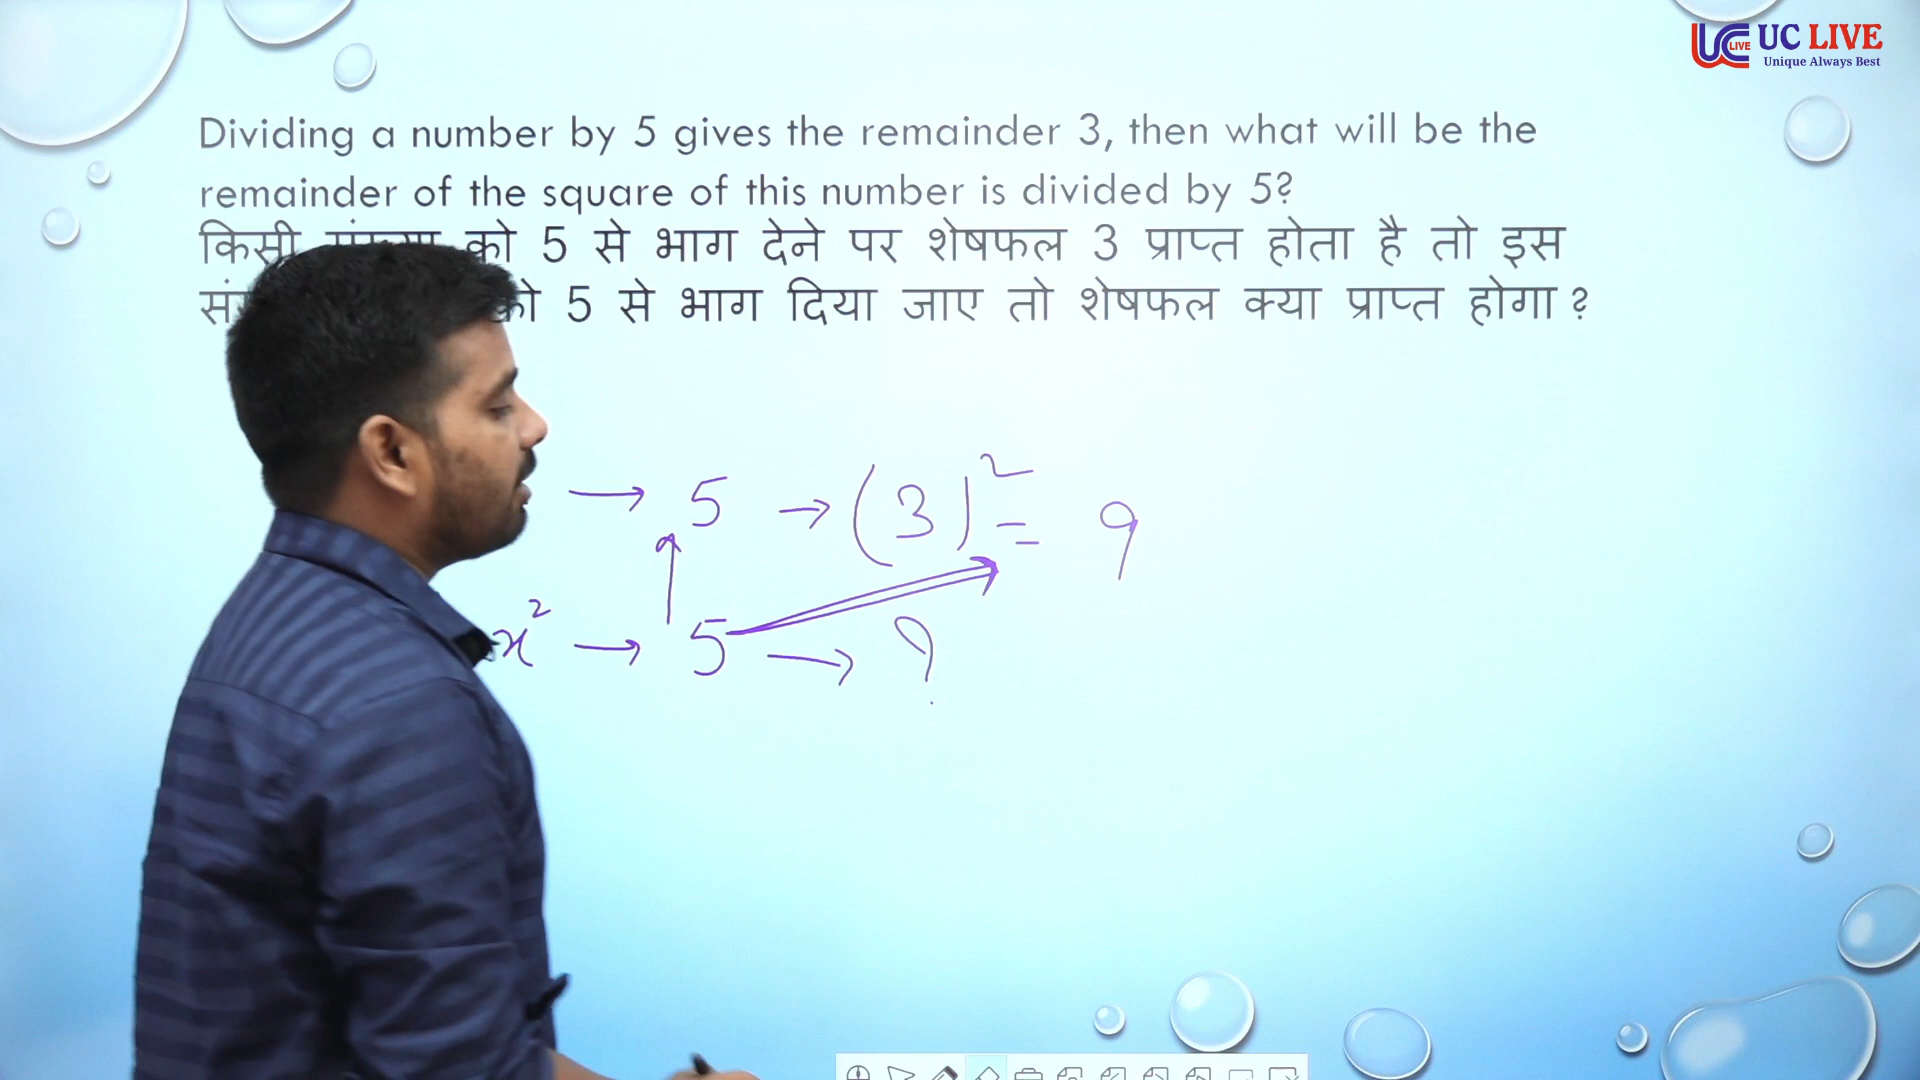 UC LIVE
LIVE
Unique Always Best
Dividing a number by 5 gives the remainder 3, then what will be the
remainder of the square of this number is divided by 5?
किसी को 5 से भाग देने पर शेषफल 3 प्राप्त होता है तो इस
को 5 से भाग दिया जाए तो शेषफल क्या प्राप्त होगा ?
→ 5 → (3)² = 9
x² → 5 → ?